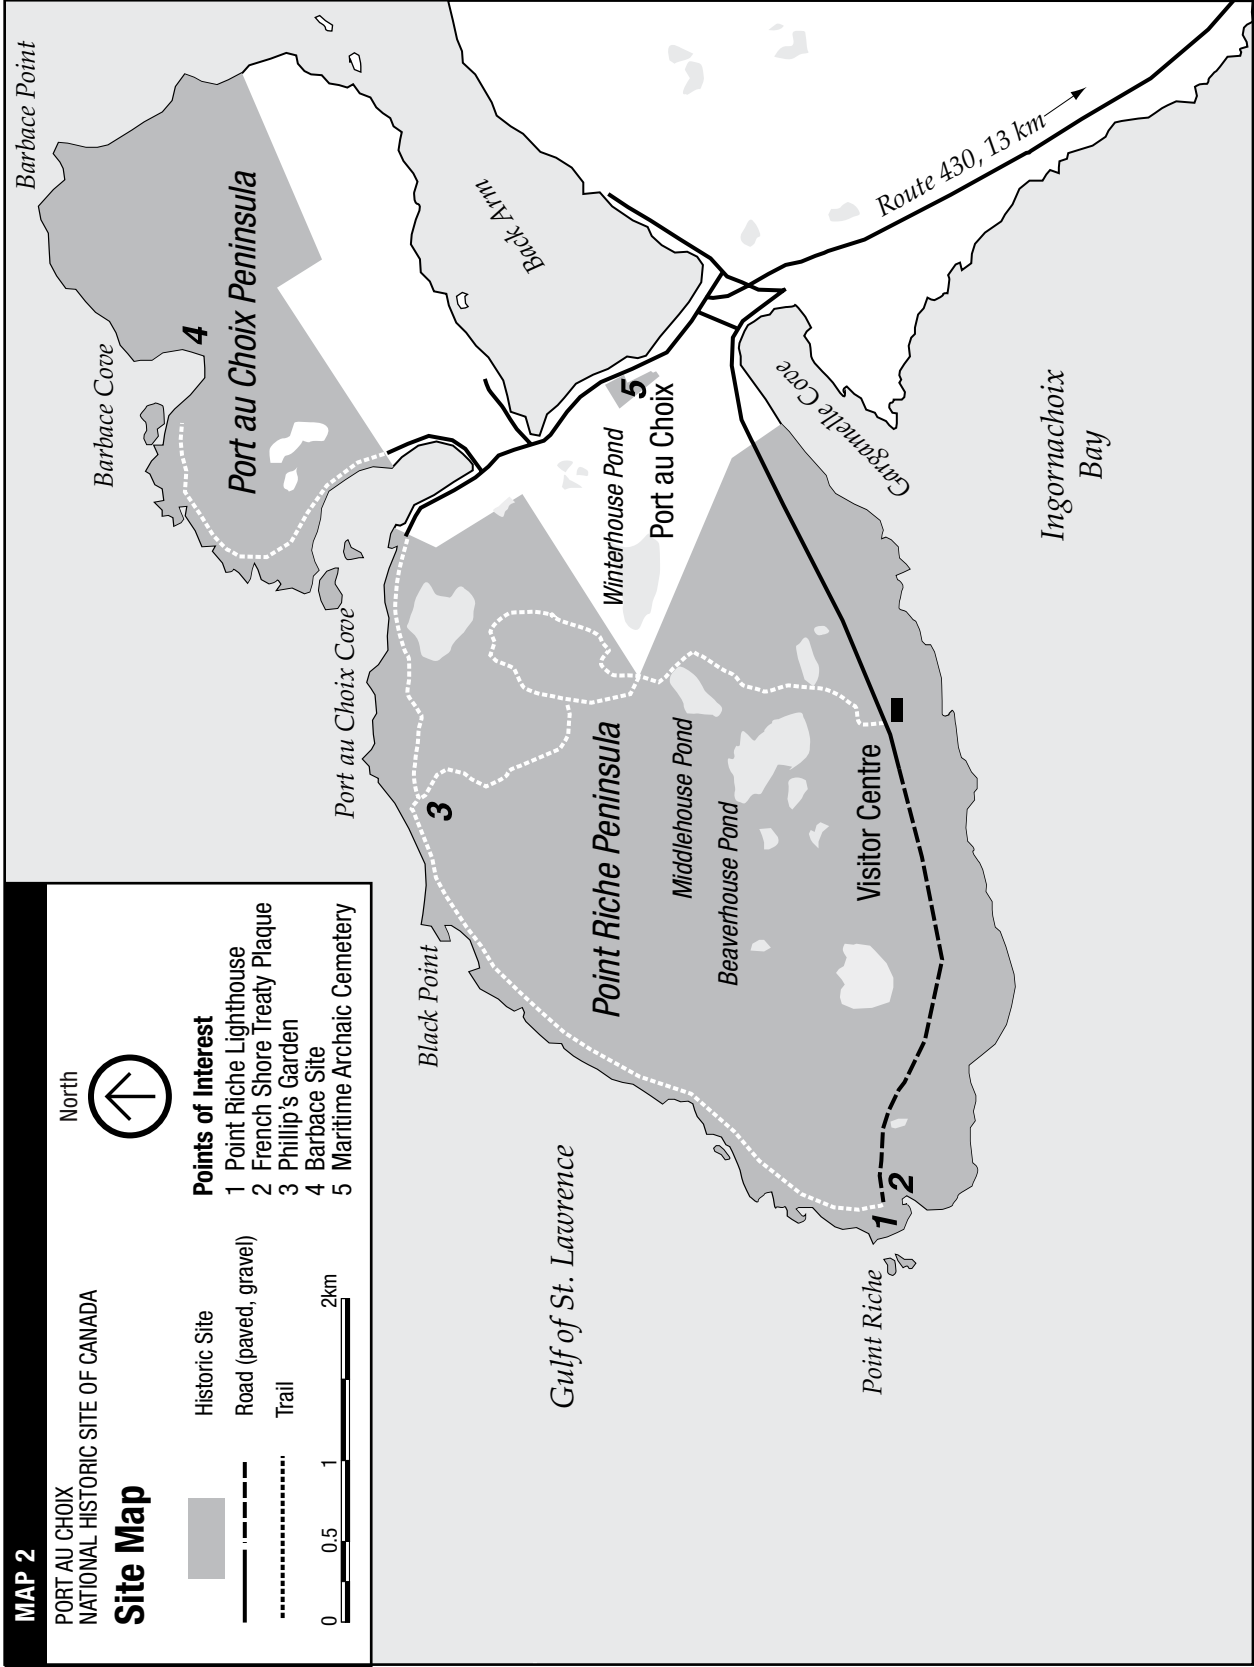 MAP 2
PORT AU CHOIX
NATIONAL HISTORIC SITE OF CANADA
Site Map
North
Historic Site
Road (paved, gravel)
Trail
0
0.5
1
2km
Points of Interest
1 Point Riche Lighthouse
2 French Shore Treaty Plaque
3 Phillip's Garden
4 Barbace Site
5 Maritime Archaic Cemetery
Barbace Point
Barbace Cove
4
Port au Choix Peninsula
Back Arm
Port au Choix Cove
Black Point
3
5
Winterhouse Pond
Port au Choix
Point Riche Peninsula
Middlehouse Pond
Beaverhouse Pond
Gargamelle Cove
Route 430, 13 km
Visitor Centre
Gulf of St. Lawrence
Point Riche
1
2
Ingornachoix
Bay